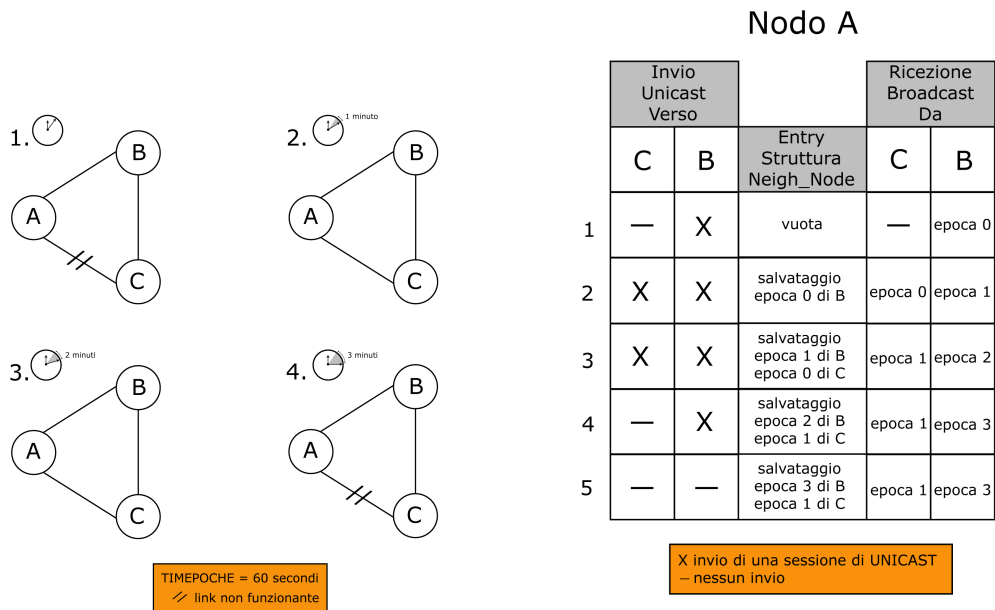 Nodo A
1.
A
B
C
2.
1 minuto
A
B
C
3.
2 minuti
A
B
C
4.
3 minuti
A
B
C
TIMEPOCHE = 60 secondi
// link non funzionante
Invio
Unicast
Verso
Ricezione
Broadcast
Da
C
B
Entry
Struttura
Neigh_Node
C
B
1
—
X
vuota
—
epoca 0
2
X
X
salvataggio
epoca 0 di B
epoca 0
epoca 1
3
X
X
salvataggio
epoca 1 di B
epoca 0 di C
epoca 1
epoca 2
4
—
X
salvataggio
epoca 2 di B
epoca 1 di C
epoca 1
epoca 3
5
—
—
salvataggio
epoca 3 di B
epoca 1 di C
epoca 1
epoca 3
X invio di una sessione di UNICAST
— nessun invio